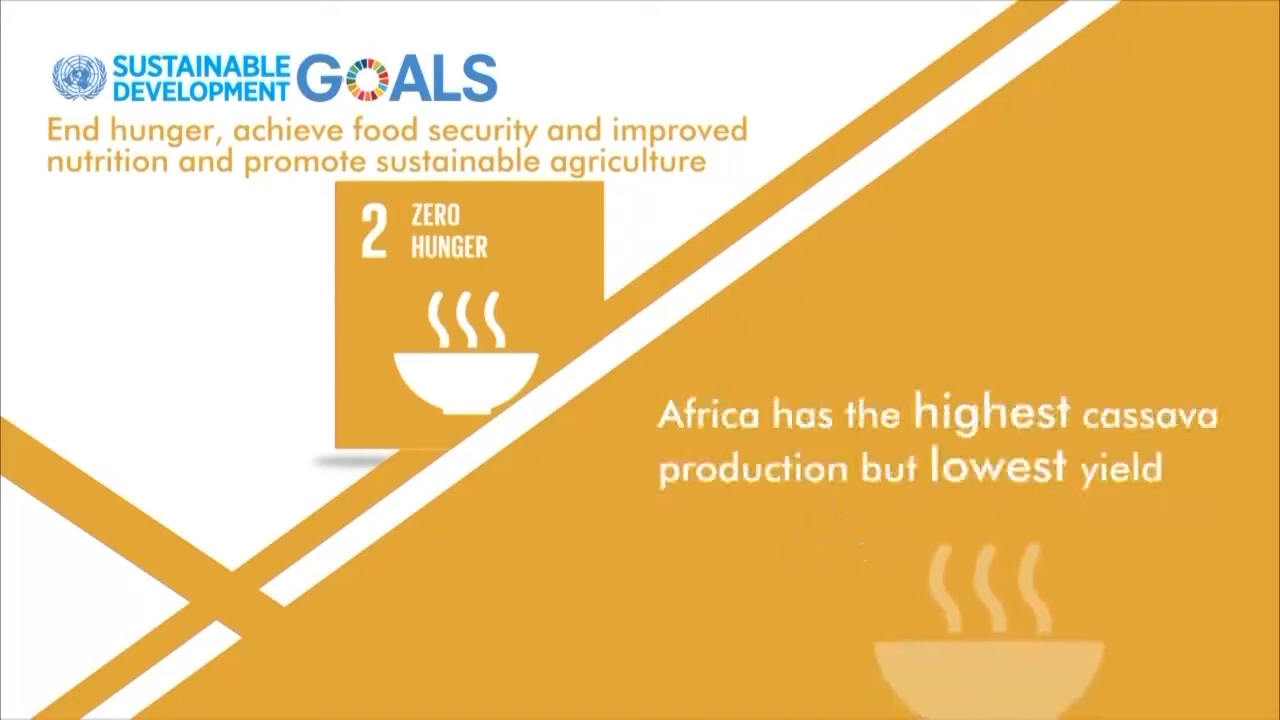 SUSTAINABLE
DEVELOPMENT GOALS
End hunger, achieve food security and improved
nutrition and promote sustainable agriculture
2 ZERO
HUNGER
Africa has the highest cassava
production but lowest yield